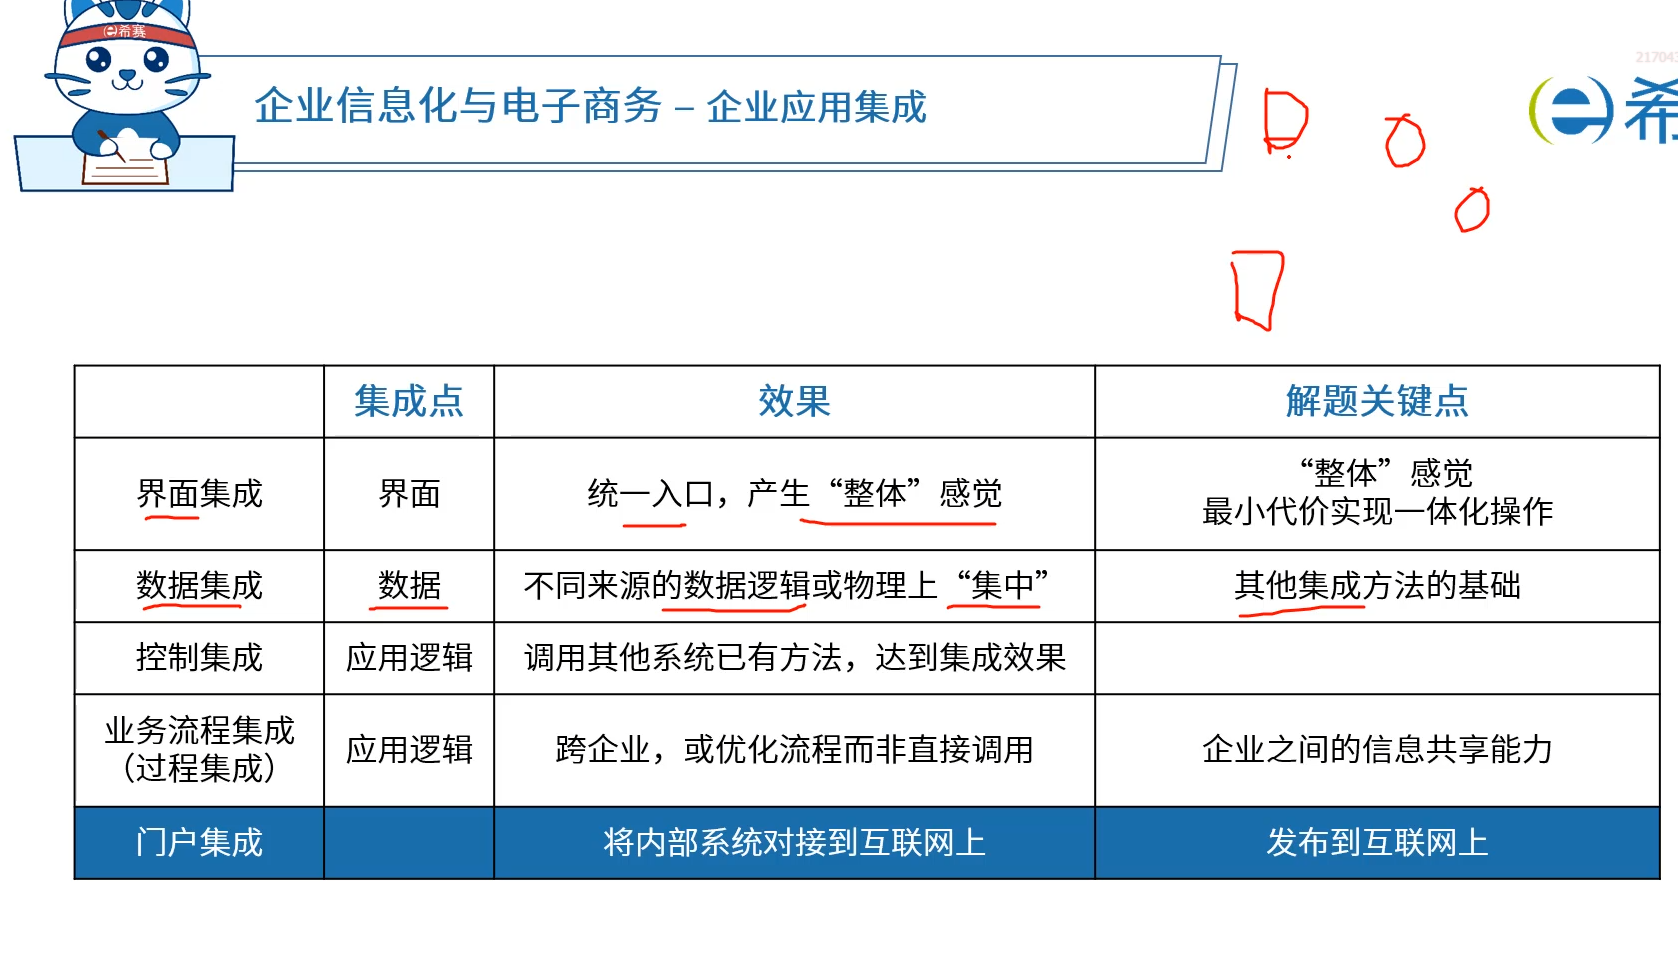 e希赛
217043
企业信息化与电子商务 – 企业应用集成
e希
集成点 效果 解题关键点
界面集成 界面 统一入口，产生“整体”感觉 “整体”感觉
最小代价实现一体化操作
数据集成 数据 不同来源的数据逻辑或物理上“集中” 其他集成方法的基础
控制集成 应用逻辑 调用其他系统已有方法，达到集成效果
业务流程集成
（过程集成） 应用逻辑 跨企业，或优化流程而非直接调用 企业之间的信息共享能力
门户集成 将内部系统对接到互联网上 发布到互联网上